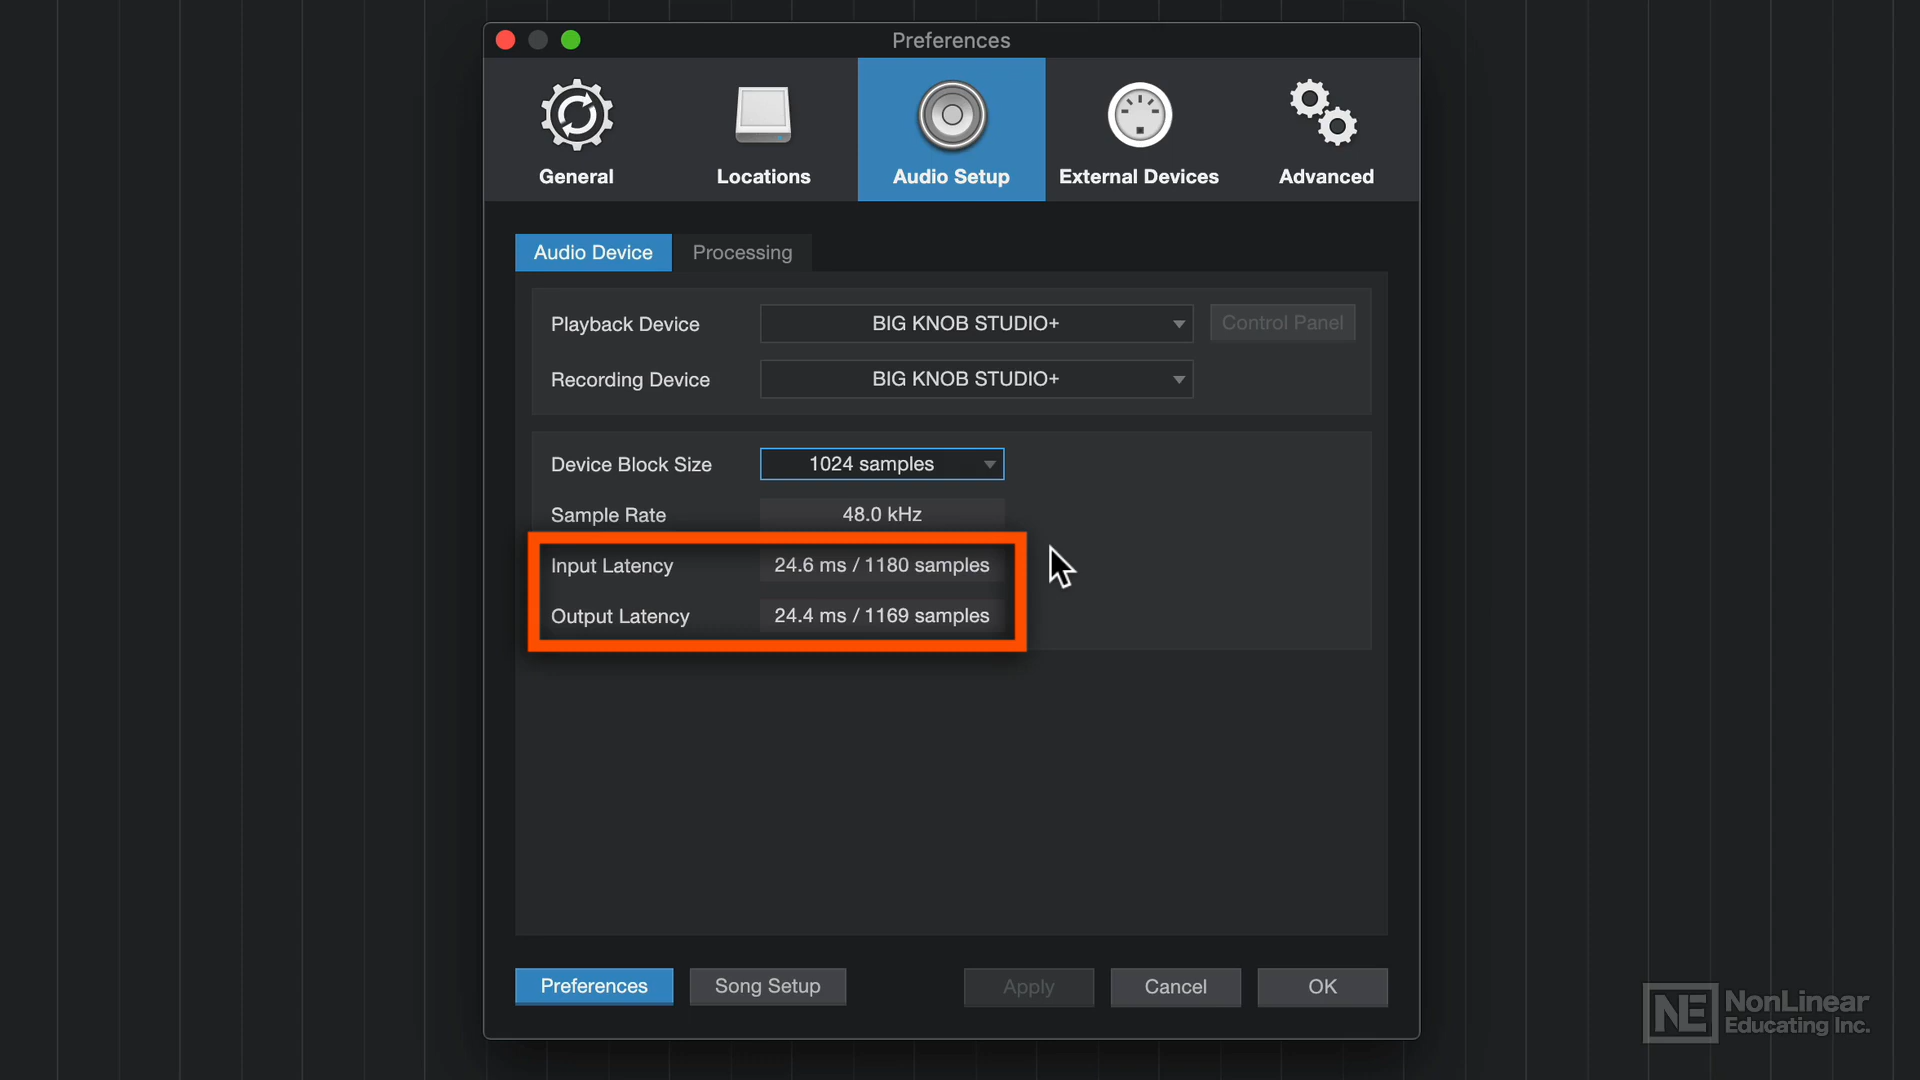 Preferences
General
Locations
Audio Setup
External Devices
Advanced
Audio Device
Processing
Playback Device
BIG KNOB STUDIO+
Control Panel
Recording Device
BIG KNOB STUDIO+
Device Block Size
1024 samples
Sample Rate
48.0 kHz
Input Latency
24.6 ms / 1180 samples
Output Latency
24.4 ms / 1169 samples
Preferences
Song Setup
Apply
Cancel
OK
NE
NonLinear
Educating Inc.